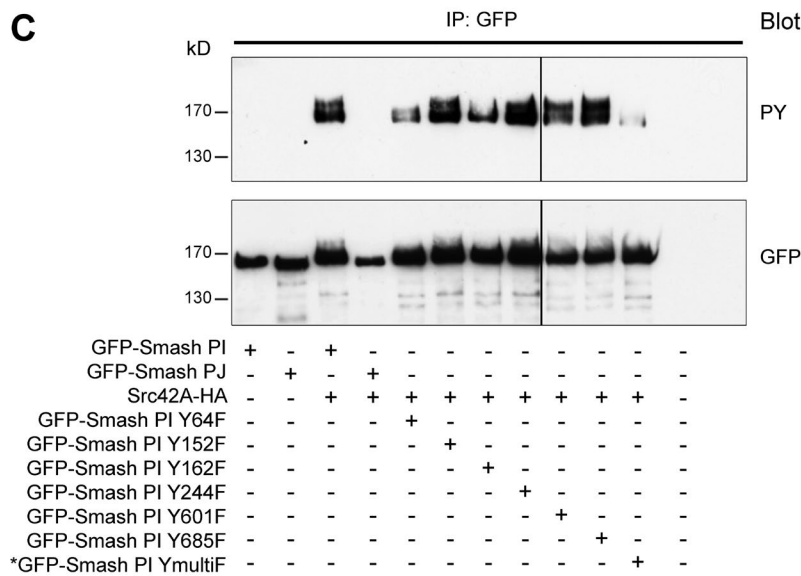 C
IP: GFP
Blot
kD
170
130
PY
170
130
GFP
GFP-Smash PI + - + - - - - - - - - -
GFP-Smash PJ - + - + - - - - - - - -
Src42A-HA - - + + + + + + + + + -
GFP-Smash PI Y64F - - - - + - - - - - - -
GFP-Smash PI Y152F - - - - - + - - - - - -
GFP-Smash PI Y162F - - - - - - + - - - - -
GFP-Smash PI Y244F - - - - - - - + - - - -
GFP-Smash PI Y601F - - - - - - - - + - - -
GFP-Smash PI Y685F - - - - - - - - - + - -
*GFP-Smash PI YmultiF - - - - - - - - - - + -